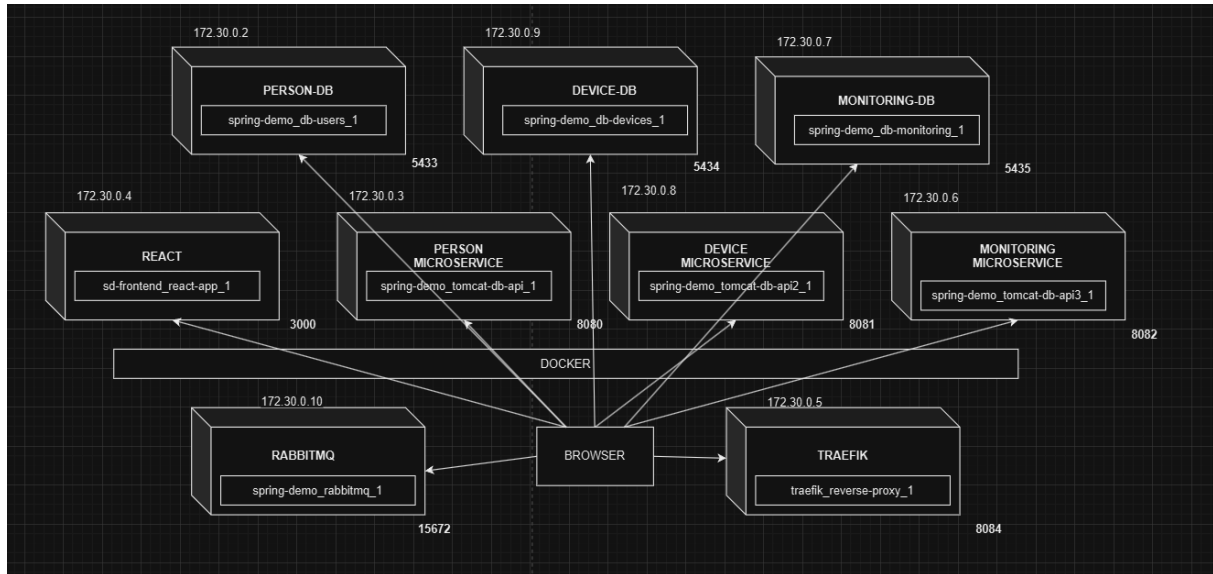 172.30.0.2
172.30.0.9
172.30.0.7
PERSON-DB
spring-demo_db-users_1
5433
DEVICE-DB
spring-demo_db-devices_1
5434
MONITORING-DB
spring-demo_db-monitoring_1
5435
172.30.0.4
172.30.0.3
172.30.0.8
172.30.0.6
REACT
sd-frontend_react-app_1
3000
PERSON
MICROSERVICE
spring-demo_tomcat-db-api_1
8080
DEVICE
MICROSERVICE
spring-demo_tomcat-db-api2_1
8081
MONITORING
MICROSERVICE
spring-demo_tomcat-db-api3_1
8082
DOCKER
172.30.0.10
172.30.0.5
RABBITMQ
spring-demo_rabbitmq_1
15672
BROWSER
TRAEFIK
traefik_reverse-proxy_1
8084